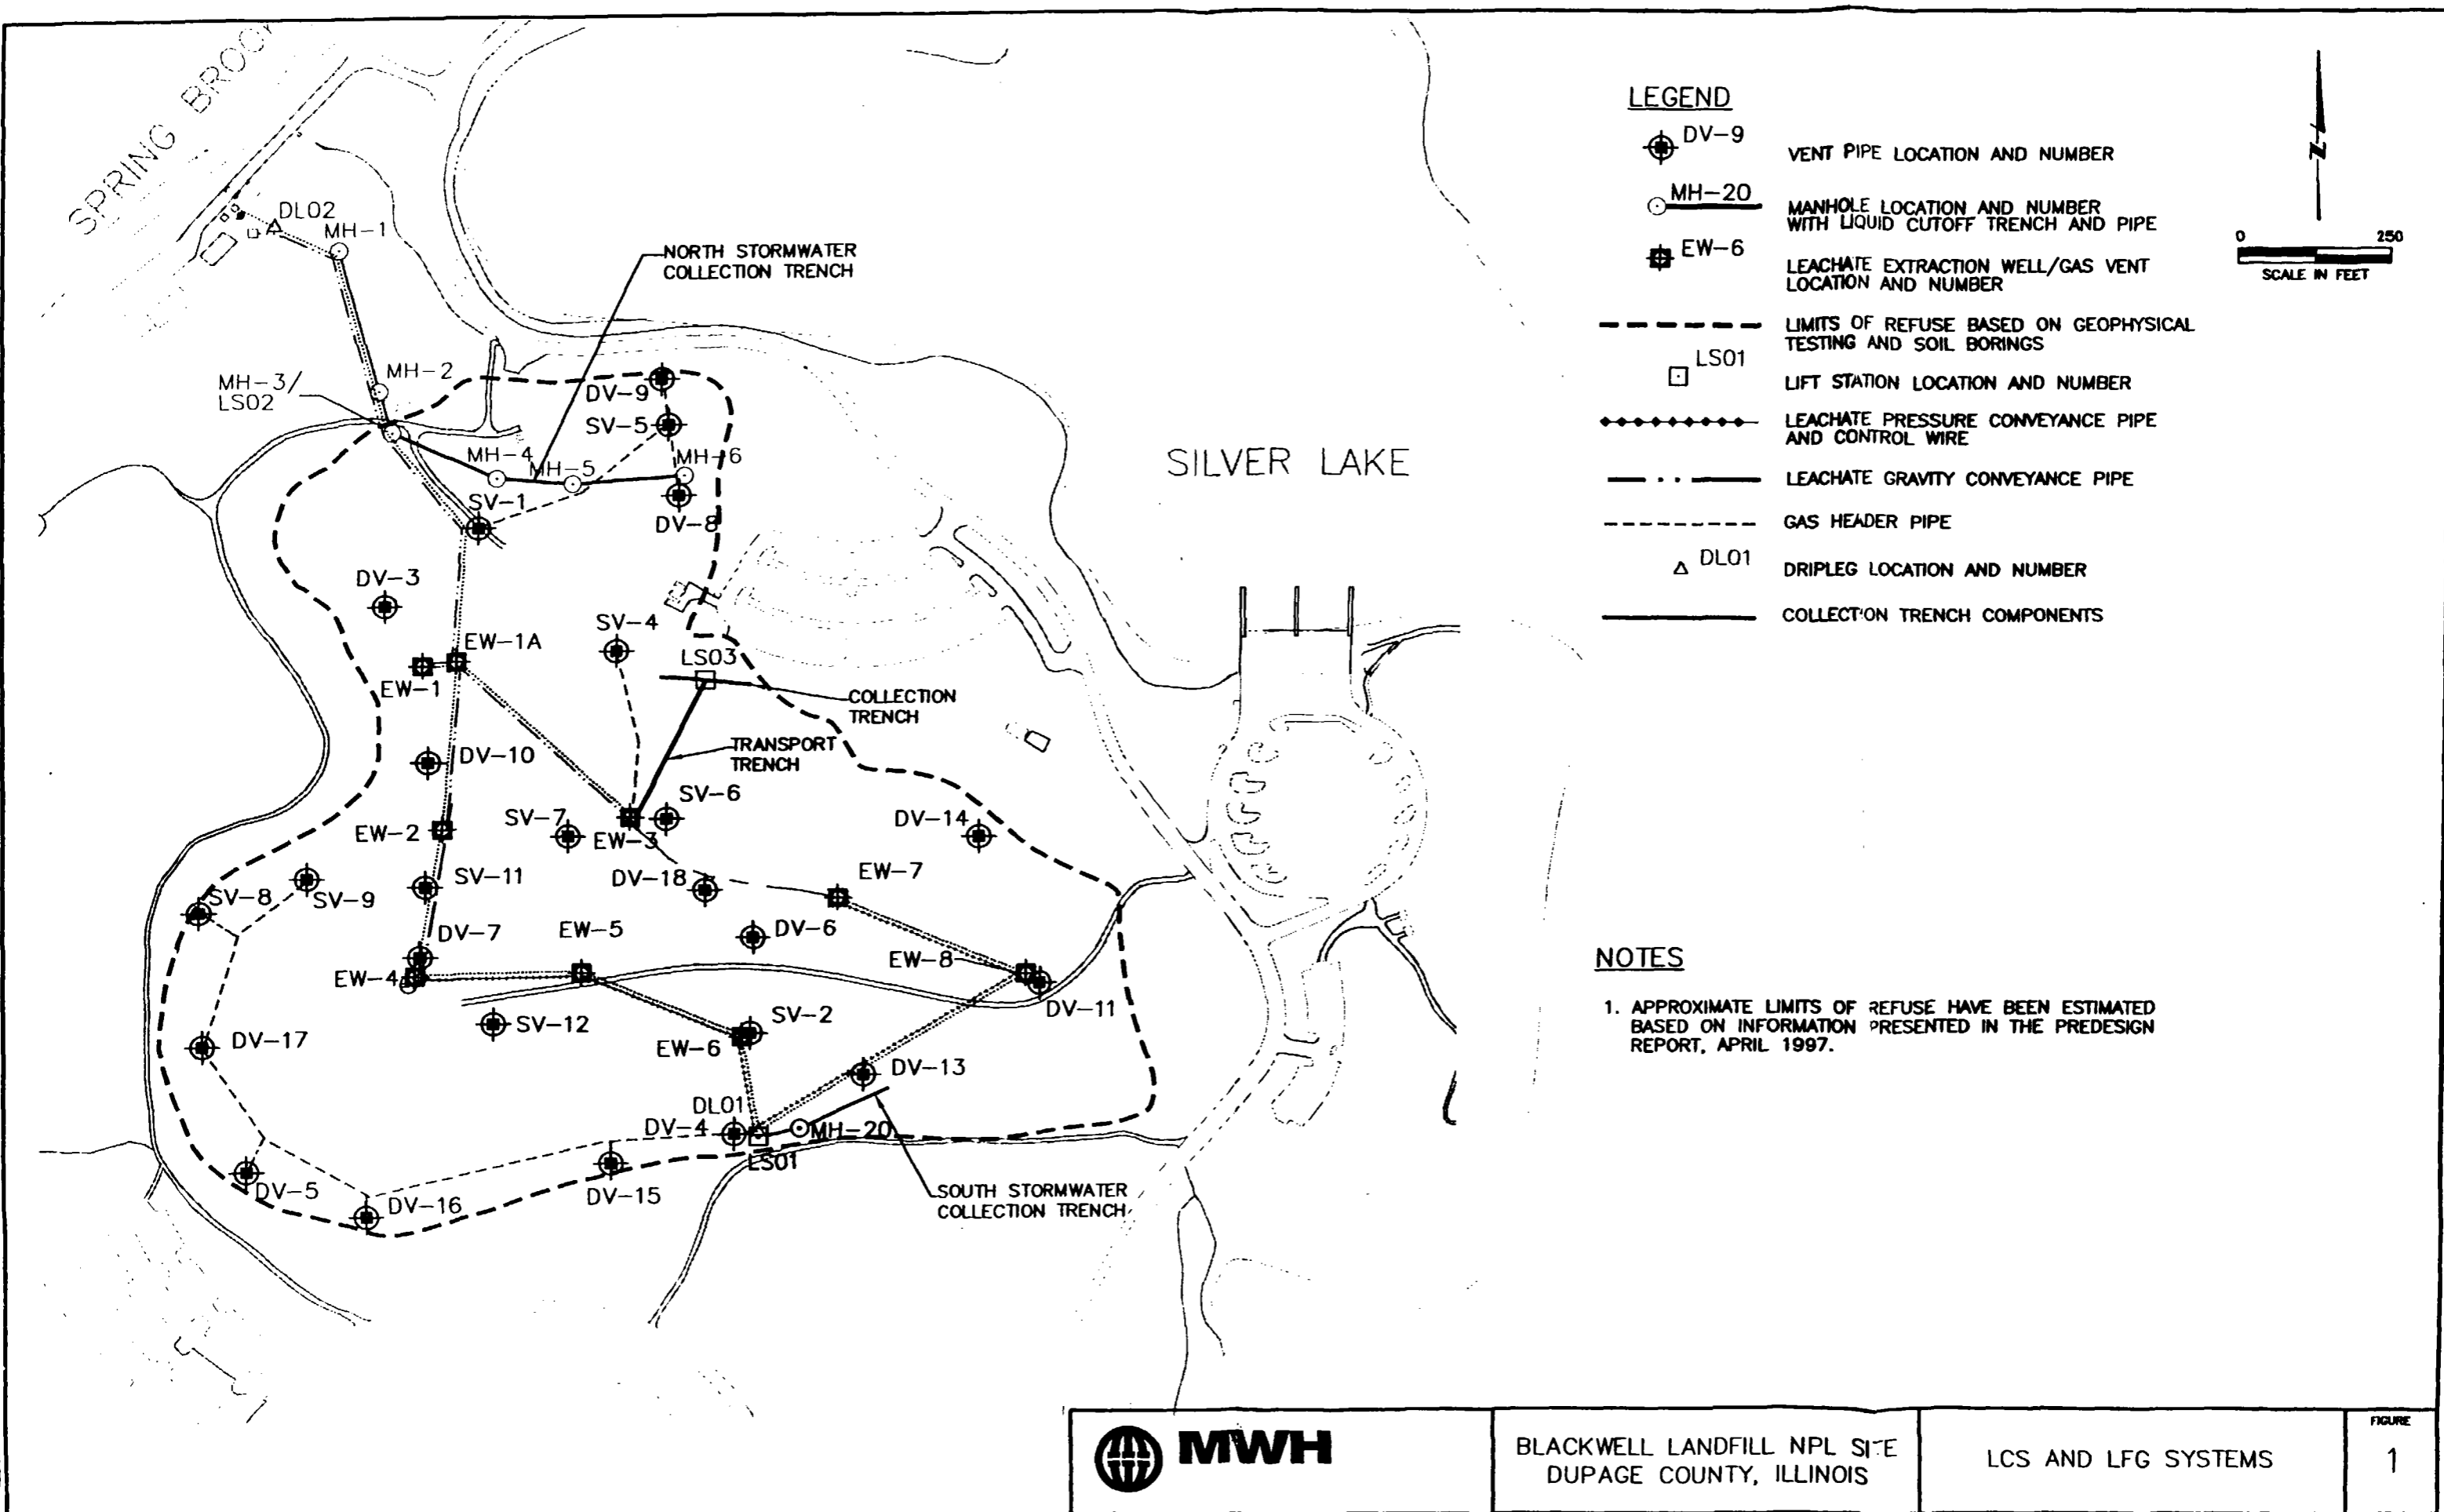 SPRING BROOK
DL02
MH-1
NORTH STORMWATER
COLLECTION TRENCH
MH-2
MH-3/
LS02
DV-9
SV-5
MH-4
MH-5
MH-6
SV-1
DV-8
SILVER LAKE
DV-3
SV-4
EW-1A
LS03
EW-1
COLLECTION
TRENCH
TRANSPORT
TRENCH
DV-10
SV-6
SV-7
EW-3
EW-2
DV-14
SV-11
DV-18
EW-7
SV-8
SV-9
DV-7
EW-5
DV-6
EW-4
EW-8
DV-11
SV-12
SV-2
EW-6
DV-17
DV-13
DL01
DV-4
MH-20
LS01
DV-5
DV-16
DV-15
SOUTH STORMWATER
COLLECTION TRENCH
LEGEND
DV-9
VENT PIPE LOCATION AND NUMBER
MH-20
MANHOLE LOCATION AND NUMBER
WITH LIQUID CUTOFF TRENCH AND PIPE
EW-6
LEACHATE EXTRACTION WELL/GAS VENT
LOCATION AND NUMBER
LIMITS OF REFUSE BASED ON GEOPHYSICAL
TESTING AND SOIL BORINGS
LS01
LIFT STATION LOCATION AND NUMBER
LEACHATE PRESSURE CONVEYANCE PIPE
AND CONTROL WIRE
LEACHATE GRAVITY CONVEYANCE PIPE
GAS HEADER PIPE
DL01
DRIPLEG LOCATION AND NUMBER
COLLECTION TRENCH COMPONENTS
N
0 250
SCALE IN FEET
NOTES
1. APPROXIMATE LIMITS OF REFUSE HAVE BEEN ESTIMATED
BASED ON INFORMATION PRESENTED IN THE PREDESIGN
REPORT, APRIL 1997.
MWH
BLACKWELL LANDFILL NPL SITE
DUPAGE COUNTY, ILLINOIS
LCS AND LFG SYSTEMS
FIGURE
1